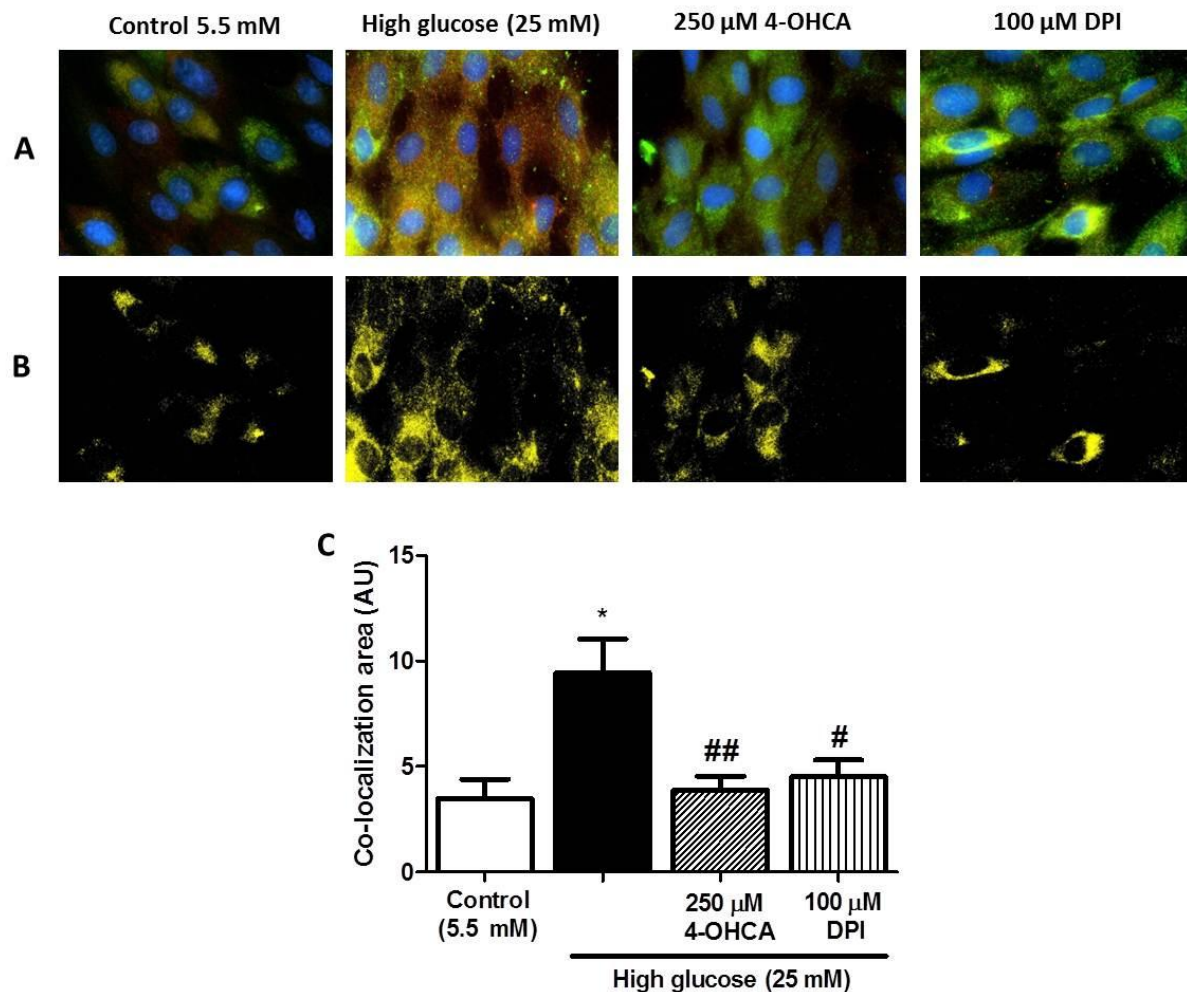 Control 5.5 mM
High glucose (25 mM)
250 µM 4-OHCA
100 µM DPI
A
B
C
Co-localization area (AU)
15
10
5
0
*
##
#
Control
(5.5 mM)
250 µM
4-OHCA
100 µM
DPI
High glucose (25 mM)